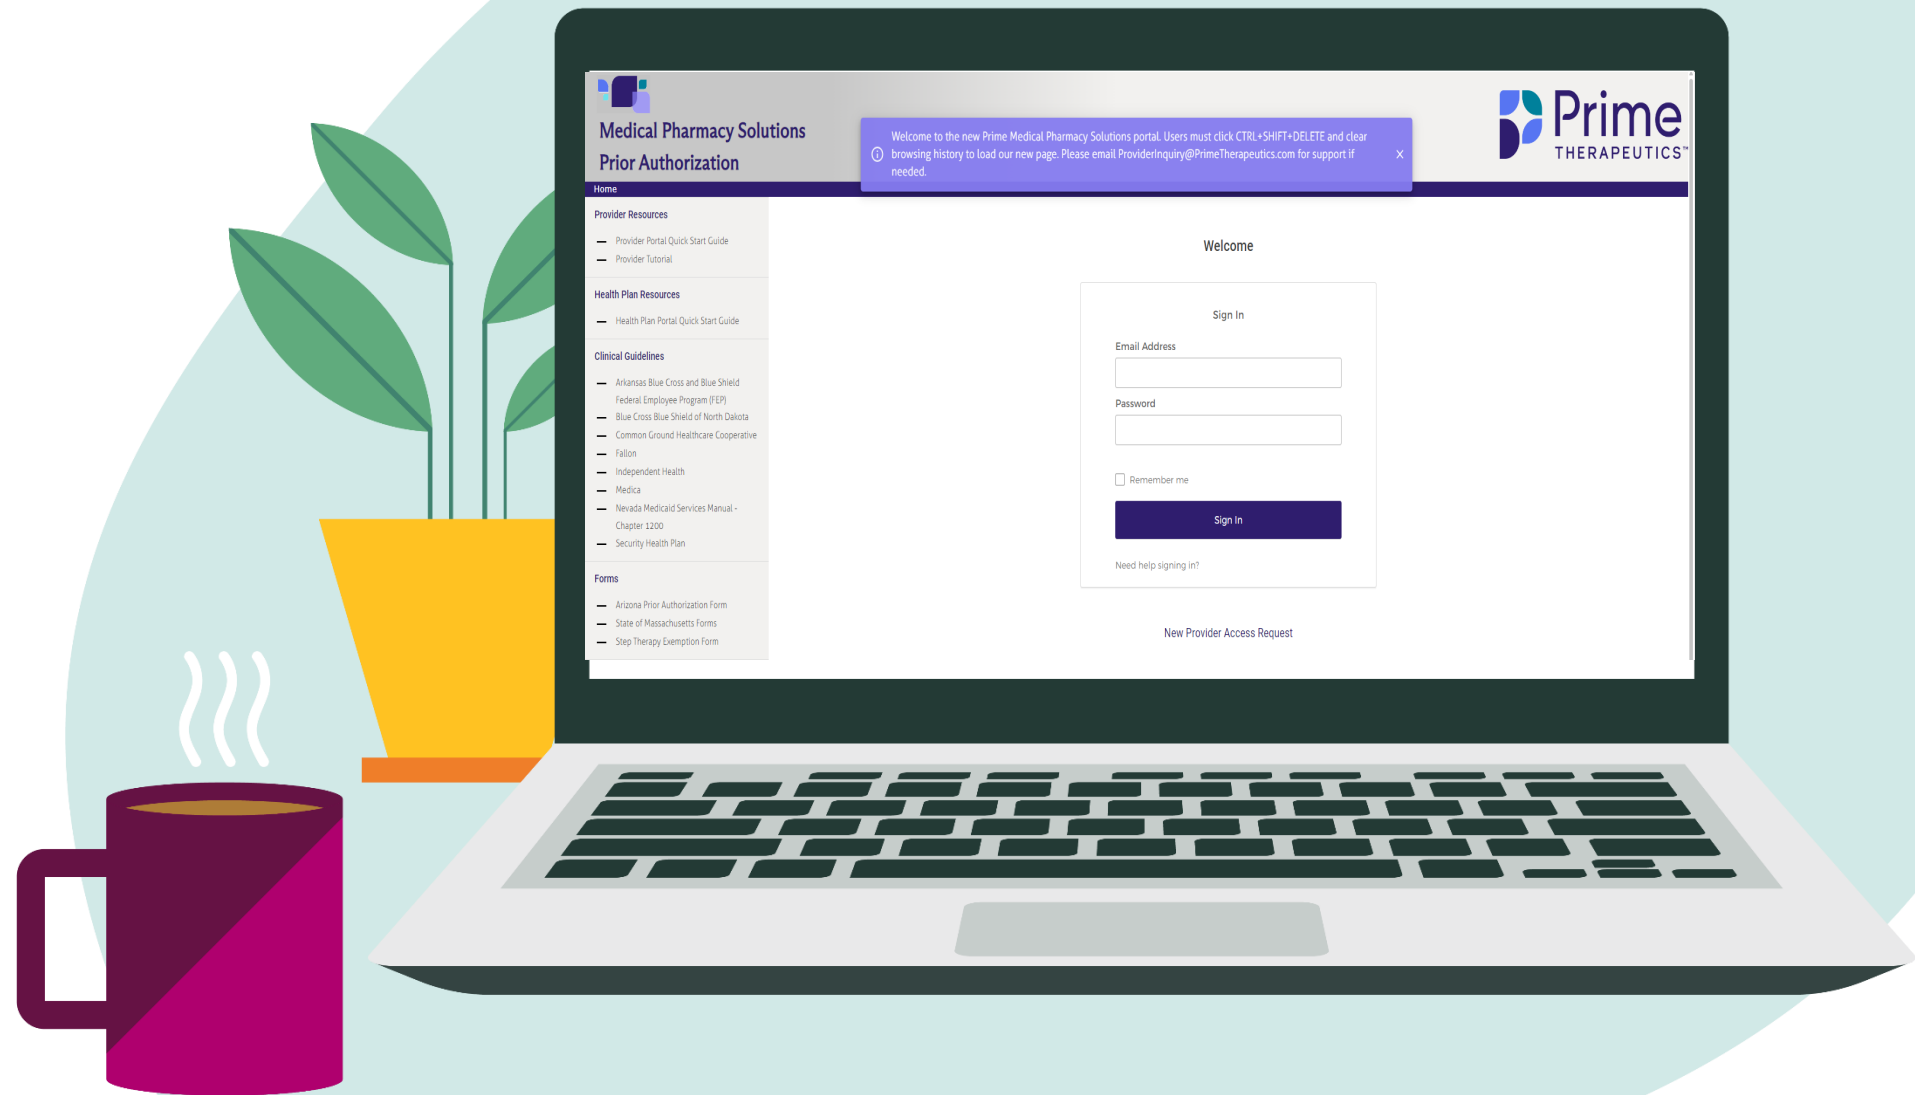 Medical Pharmacy Solutions
Prior Authorization
Welcome to the new Prime Medical Pharmacy Solutions portal. Users must click CTRL+SHIFT+DELETE and clear
browsing history to load our new page. Please email ProviderInquiry@PrimeTherapeutics.com for support if
needed.
X
Prime
THERAPEUTICS™
Home
Provider Resources
Provider Portal Quick Start Guide
Provider Tutorial
Health Plan Resources
Health Plan Portal Quick Start Guide
Clinical Guidelines
Arkansas Blue Cross and Blue Shield
Federal Employee Program (FEP)
Blue Cross Blue Shield of North Dakota
Common Ground Healthcare Cooperative
Fallon
Independent Health
Medica
Nevada Medicaid Services Manual -
Chapter 1200
Security Health Plan
Forms
Arizona Prior Authorization Form
State of Massachusetts Forms
Step Therapy Exemption Form
Welcome
Sign In
Email Address
Password
Remember me
Sign In
Need help signing in?
New Provider Access Request